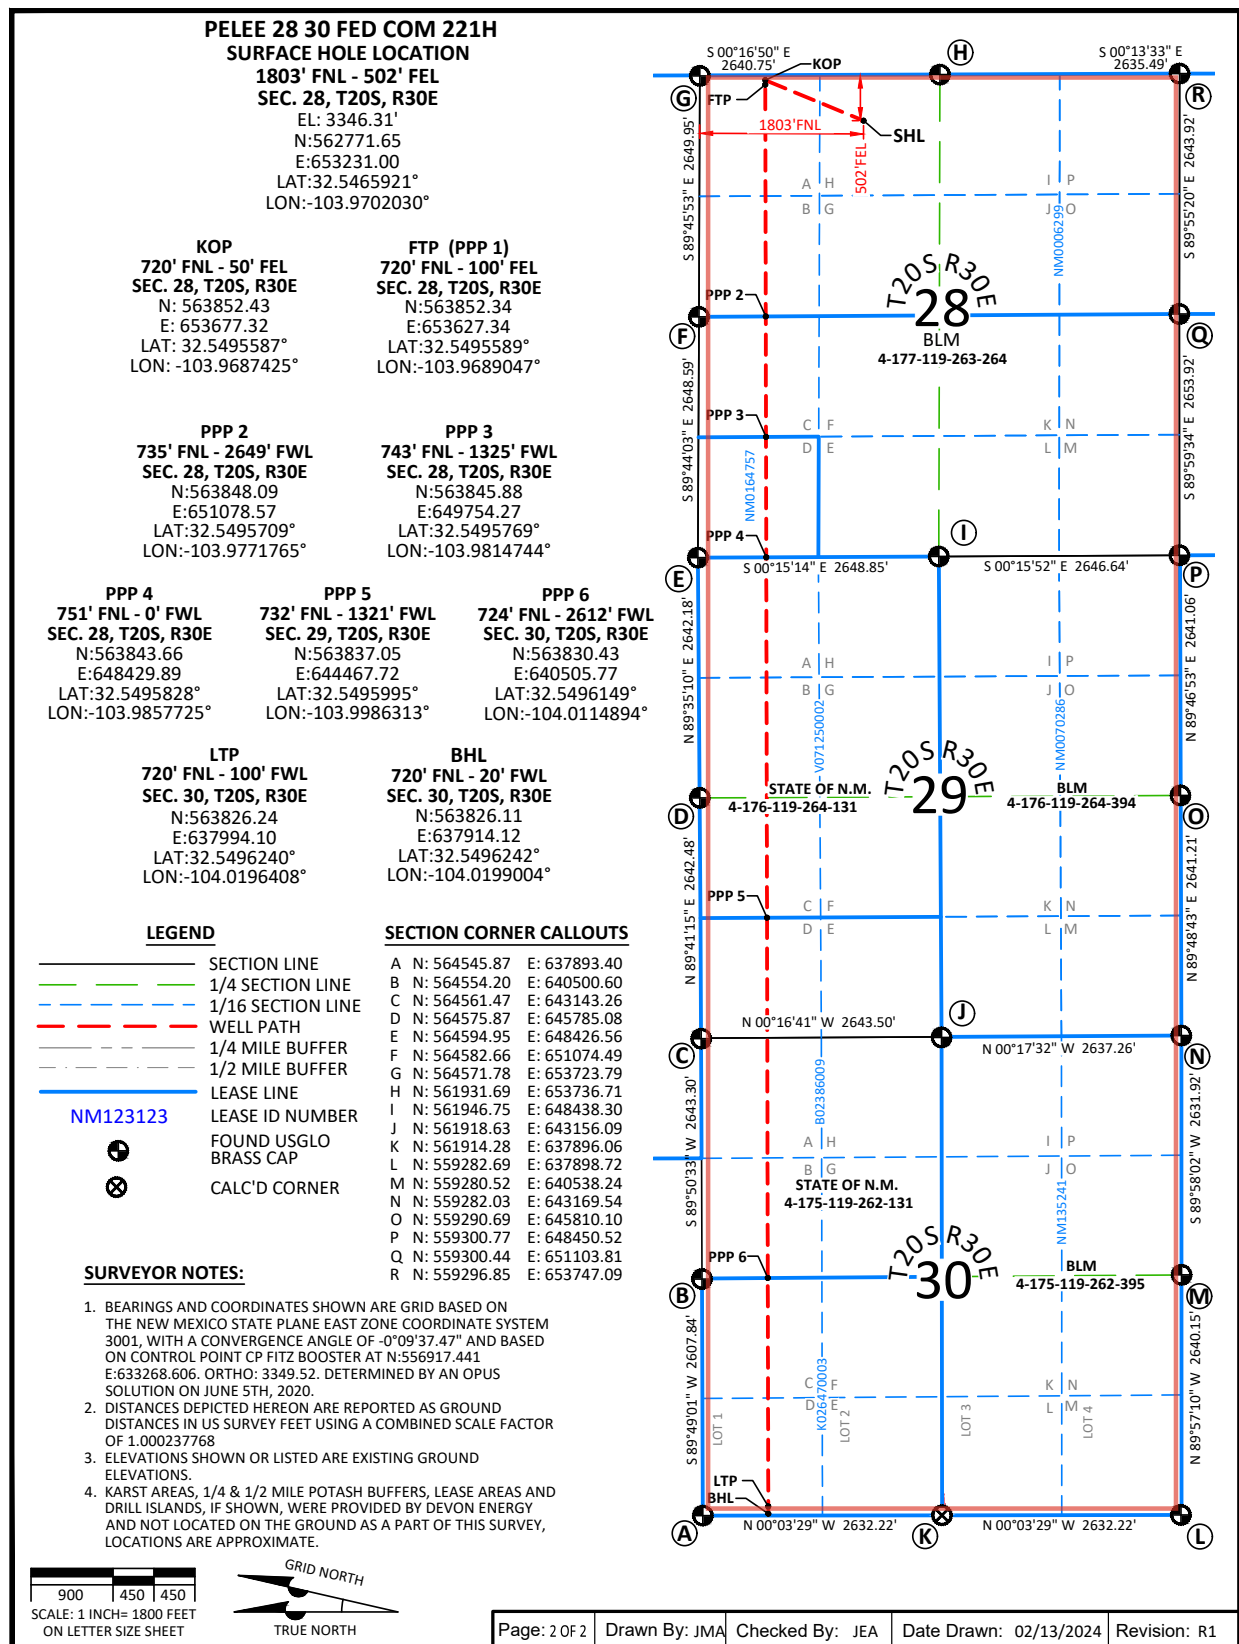 PELEE 28 30 FED COM 221H
SURFACE HOLE LOCATION
1803' FNL - 502' FEL
SEC. 28, T20S, R30E
EL: 3346.31'
N:562771.65
E:653231.00
LAT:32.5465921°
LON:-103.9702030°
KOP
720' FNL - 50' FEL
SEC. 28, T20S, R30E
N: 563852.43
E: 653677.32
LAT: 32.5495587°
LON: -103.9687425°
FTP (PPP 1)
720' FNL - 100' FEL
SEC. 28, T20S, R30E
N:563852.34
E:653627.34
LAT:32.5495589°
LON:-103.9689047°
PPP 2
735' FNL - 2649' FWL
SEC. 28, T20S, R30E
N:563848.09
E:651078.57
LAT:32.5495709°
LON:-103.9771765°
PPP 3
743' FNL - 1325' FWL
SEC. 28, T20S, R30E
N:563845.88
E:649754.27
LAT:32.5495769°
LON:-103.9814744°
PPP 4
751' FNL - 0' FWL
SEC. 28, T20S, R30E
N:563843.66
E:648429.89
LAT:32.5495828°
LON:-103.9857725°
PPP 5
732' FNL - 1321' FWL
SEC. 29, T20S, R30E
N:563837.05
E:644467.72
LAT:32.5495995°
LON:-103.9986313°
PPP 6
724' FNL - 2612' FWL
SEC. 30, T20S, R30E
N:563830.43
E:640505.77
LAT:32.5496149°
LON:-104.0114894°
LTP
720' FNL - 100' FWL
SEC. 30, T20S, R30E
N:563826.24
E:637994.10
LAT:32.5496240°
LON:-104.0196408°
BHL
720' FNL - 20' FWL
SEC. 30, T20S, R30E
N:563826.11
E:637914.12
LAT:32.5496242°
LON:-104.0199004°
LEGEND
SECTION LINE
1/4 SECTION LINE
1/16 SECTION LINE
WELL PATH
1/4 MILE BUFFER
1/2 MILE BUFFER
LEASE LINE
NM123123 LEASE ID NUMBER
FOUND USGLO
BRASS CAP
CALC'D CORNER
SECTION CORNER CALLOUTS
A N: 564545.87 E: 637893.40
B N: 564554.20 E: 640500.60
C N: 564561.47 E: 643143.26
D N: 564575.87 E: 645785.08
E N: 564594.95 E: 648426.56
F N: 564582.66 E: 651074.49
G N: 564571.78 E: 653723.79
H N: 561931.69 E: 653736.71
I N: 561946.75 E: 648438.30
J N: 561918.63 E: 643156.09
K N: 561914.28 E: 637896.06
L N: 559282.69 E: 637898.72
M N: 559280.52 E: 640538.24
N N: 559282.03 E: 643169.54
O N: 559290.69 E: 645810.10
P N: 559300.77 E: 648450.52
Q N: 559300.44 E: 651103.81
R N: 559296.85 E: 653747.09
SURVEYOR NOTES:
1. BEARINGS AND COORDINATES SHOWN ARE GRID BASED ON
THE NEW MEXICO STATE PLANE EAST ZONE COORDINATE SYSTEM
3001, WITH A CONVERGENCE ANGLE OF -0°09'37.47" AND BASED
ON CONTROL POINT CP FITZ BOOSTER AT N:556917.441
E:633268.606. ORTHO: 3349.52. DETERMINED BY AN OPUS
SOLUTION ON JUNE 5TH, 2020.
2. DISTANCES DEPICTED HEREON ARE REPORTED AS GROUND
DISTANCES IN US SURVEY FEET USING A COMBINED SCALE FACTOR
OF 1.000237768
3. ELEVATIONS SHOWN OR LISTED ARE EXISTING GROUND
ELEVATIONS.
4. KARST AREAS, 1/4 & 1/2 MILE POTASH BUFFERS, LEASE AREAS AND
DRILL ISLANDS, IF SHOWN, WERE PROVIDED BY DEVON ENERGY
AND NOT LOCATED ON THE GROUND AS A PART OF THIS SURVEY,
LOCATIONS ARE APPROXIMATE.
900 450 450
SCALE: 1 INCH= 1800 FEET
ON LETTER SIZE SHEET
GRID NORTH
TRUE NORTH
S 00°16'50" E
2640.75'
KOP
H
S 00°13'33" E
2635.49'
G
FTP
R
1803'FNL
SHL
502'FEL
S 89°45'53" E 2649.95'
S 89°55'20" E 2643.92'
A H
B G
I P
J O
NM0006299
PPP 2
T20S R30E
28
F
Q
BLM
4-177-119-263-264
S 89°44'03" E 2648.59'
S 89°59'34" E 2653.92'
PPP 3
C F
D E
K N
L M
NM0164757
PPP 4
I
E
P
S 00°15'14" E 2648.85'
S 00°15'52" E 2646.64'
N 89°35'10" E 2642.18'
N 89°46'53" E 2641.06'
A H
B G
I P
J O
V071250002
NM0070286
T20S R30E
29
STATE OF N.M.
4-176-119-264-131
BLM
4-176-119-264-394
D
O
N 89°41'15" E 2642.48'
N 89°48'43" E 2641.21'
PPP 5
C F
D E
K N
L M
N 00°16'41" W 2643.50'
J
C
N
N 00°17'32" W 2637.26'
S 89°50'33" W 2643.30'
S 89°58'02" W 2631.92'
B02386009
A H
B G
I P
J O
NM135241
STATE OF N.M.
4-175-119-262-131
PPP 6
T20S R30E
30
BLM
4-175-119-262-395
B
M
S 89°49'01" W 2607.84'
N 89°57'10" W 2640.15'
K026470003
C F
D E
K N
L M
LOT 1
LOT 2
LOT 3
LOT 4
LTP
BHL
A
K
L
N 00°03'29" W 2632.22'
N 00°03'29" W 2632.22'
Page: 2 OF 2 Drawn By: JMA Checked By: JEA Date Drawn: 02/13/2024 Revision: R1